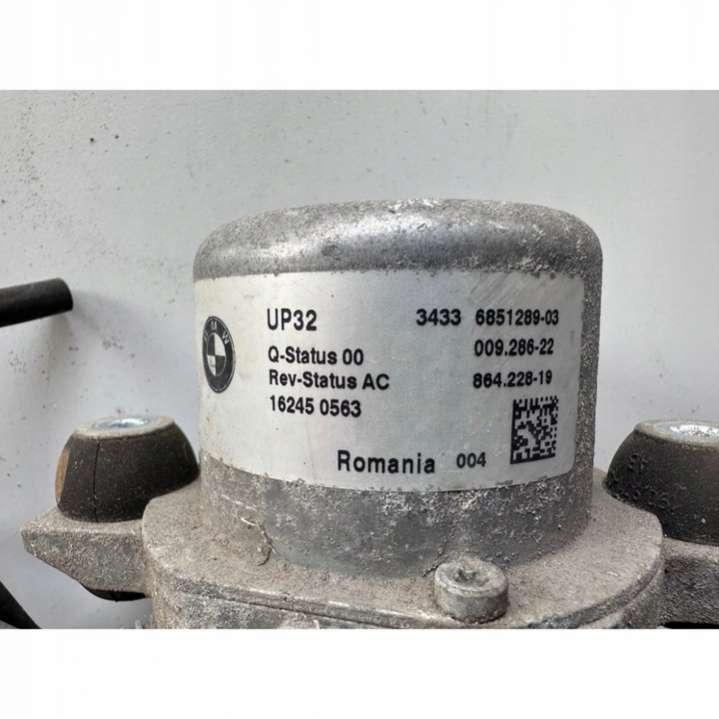 BMW
UP32 3433 6851289-03
Q-Status 00 009.286-22
Rev-Status AC 864.228-19
16245 0563
Romania 004